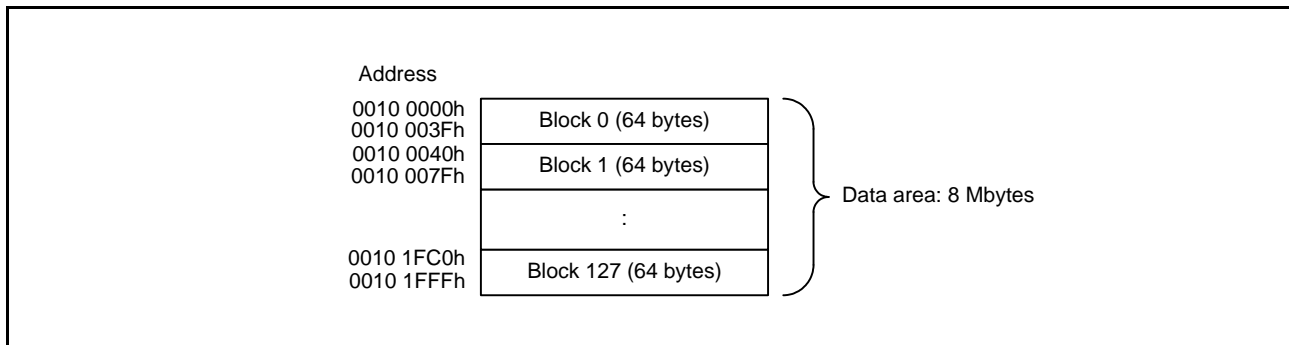 Address
0010 0000h
Block 0 (64 bytes)
0010 003Fh
0010 0040h
Block 1 (64 bytes)
0010 007Fh
Data area: 8 Mbytes
:
0010 1FC0h
Block 127 (64 bytes)
0010 1FFFh